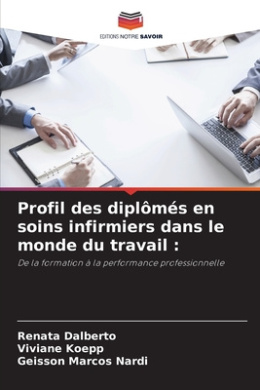 EDITIONS NOTRE SAVOIR
Profil des diplômés en
soins infirmiers dans le
monde du travail :
De la formation à la performance professionnelle
Renata Dalberto
Viviane Koepp
Geisson Marcos Nardi